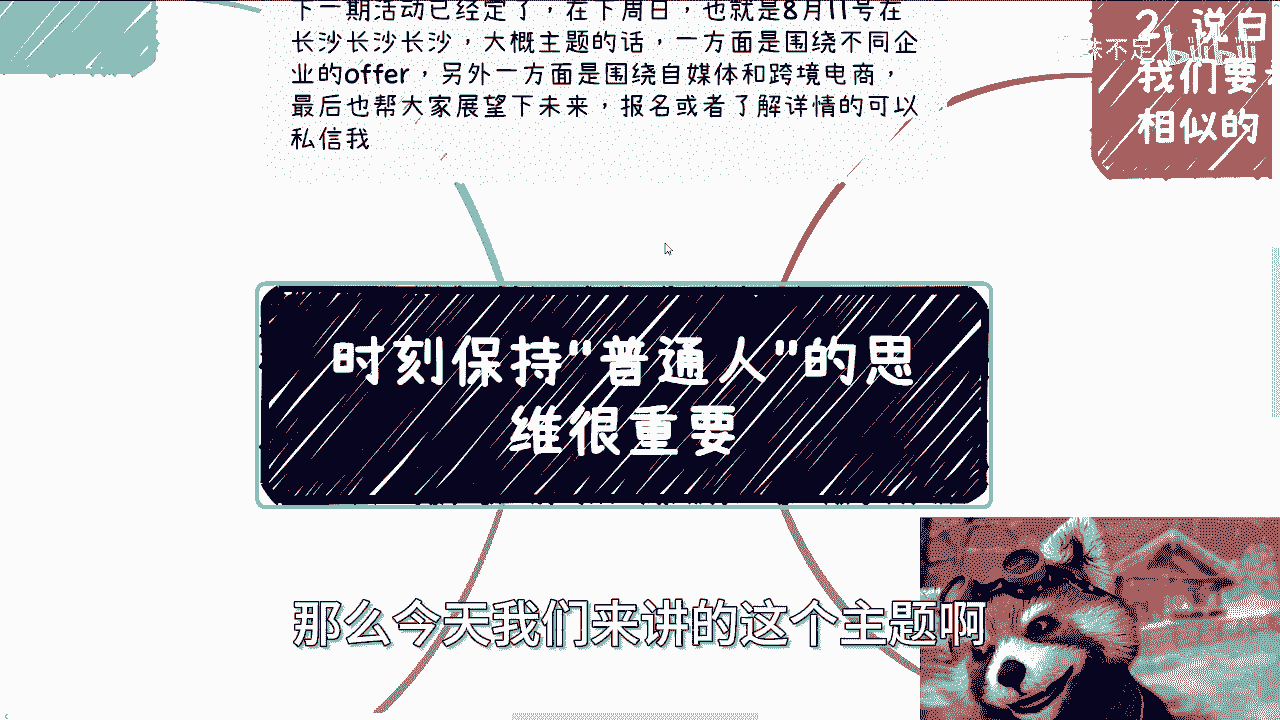 下一期活动已经定了，在下周日，也就是8月11号在
长沙长沙长沙，大概主题的话，一方面是围绕不同企
业的offer，另外一方面是围绕自媒体和跨境电商，
最后也帮大家展望下未来，报名或者了解详情的可以
私信我
2. 说白
我们要
相似的
不足
bilibili
时刻保持"普通人"的思
维很重要
那么今天我们来讲的这个主题啊